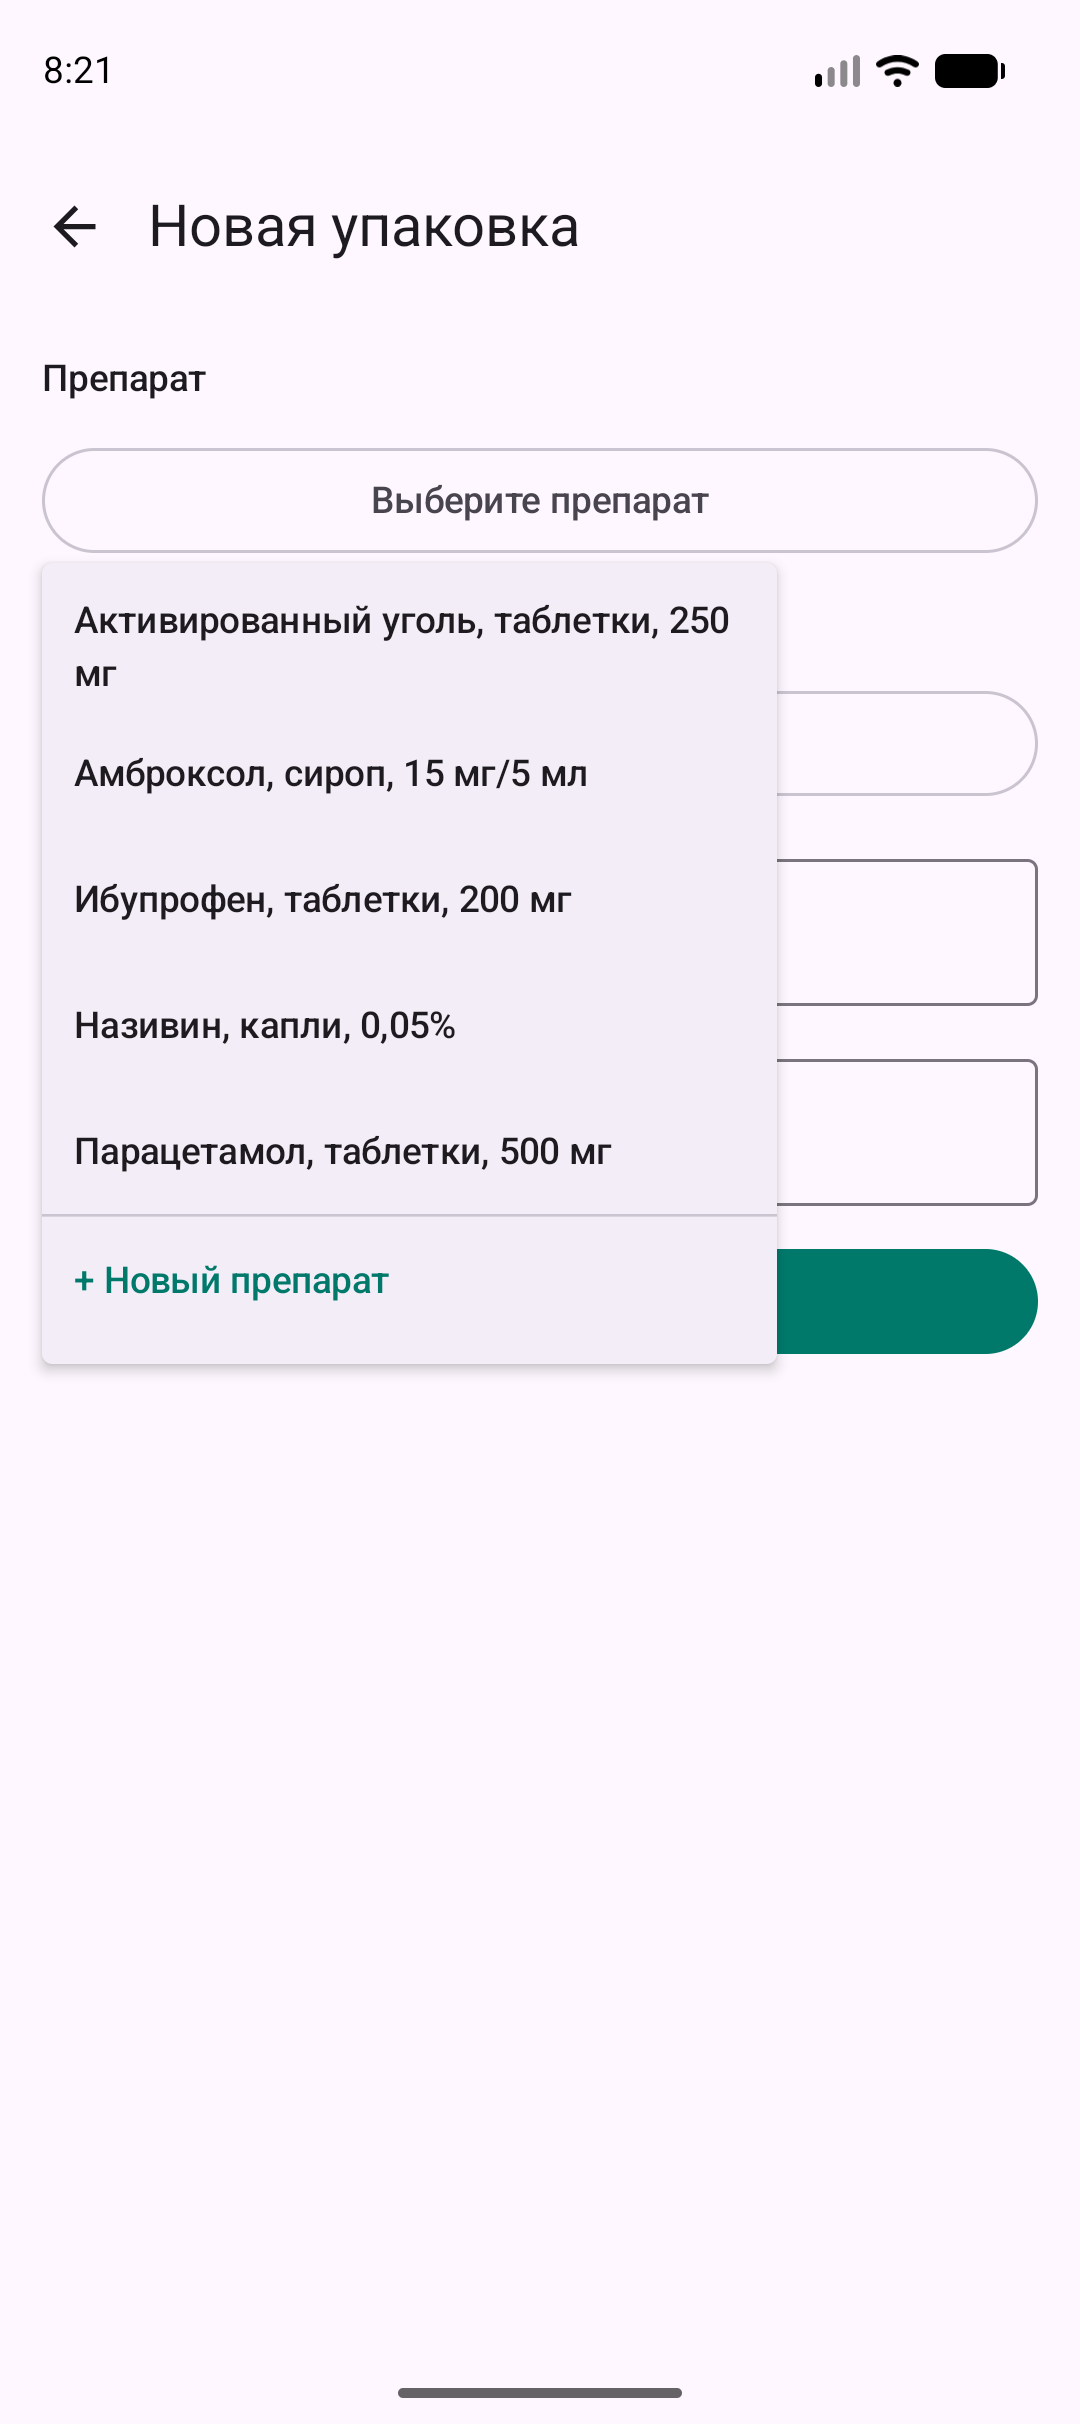 8:21
Новая упаковка
Препарат
Выберите препарат
Активированный уголь, таблетки, 250
мг
Амброксол, сироп, 15 мг/5 мл
Ибупрофен, таблетки, 200 мг
Називин, капли, 0,05%
Парацетамол, таблетки, 500 мг
+ Новый препарат